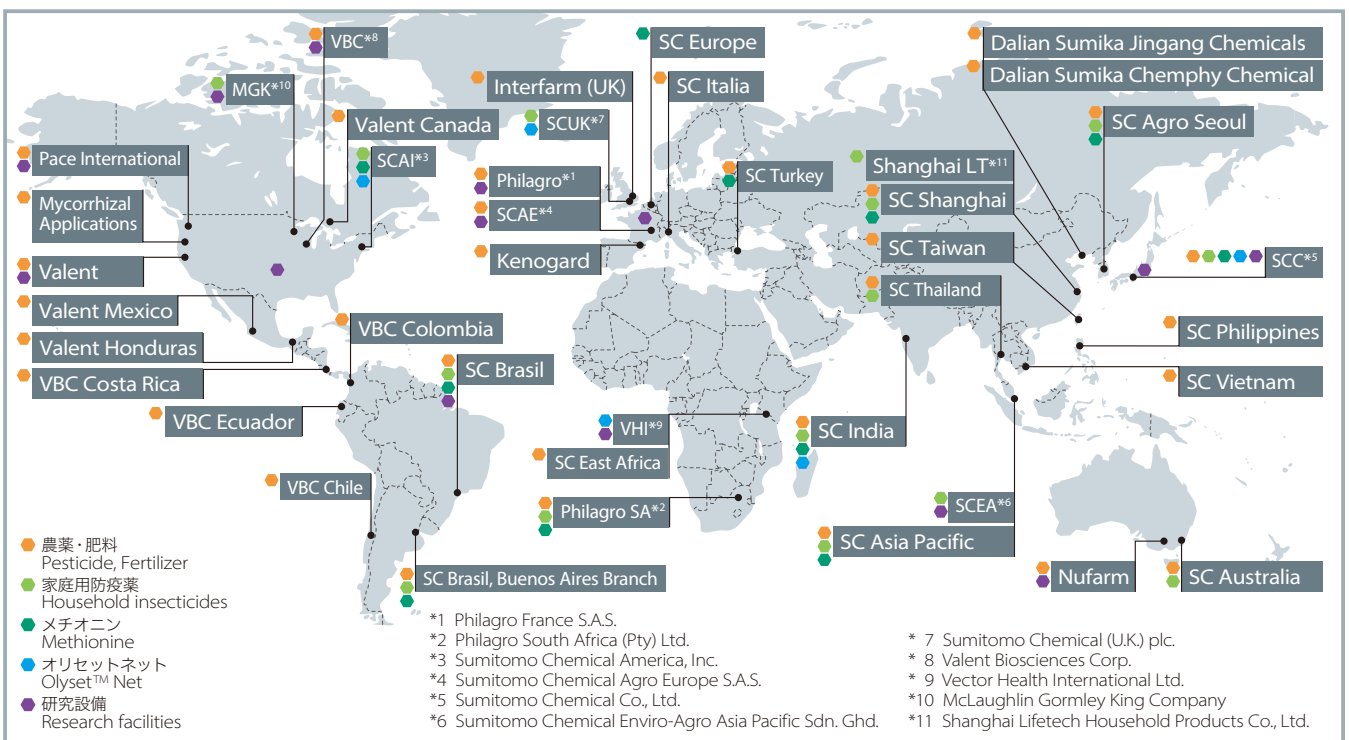 VBC*8
MGK*10
Valent Canada
SCAI*3
Pace International
Mycorrhizal
Applications
Valent
Valent Mexico
Valent Honduras
VBC Costa Rica
VBC Ecuador
VBC Colombia
SC Brasil
VBC Chile
SC Brasil, Buenos Aires Branch
SC Europe
Interfarm (UK)
SC Italia
SCUK*7
Philagro*1
SCAE*4
Kenogard
SC Turkey
VHI*9
SC East Africa
Philagro SA*2
Dalian Sumika Jingang Chemicals
Dalian Sumika Chemphy Chemical
SC Agro Seoul
Shanghai LT*11
SC Shanghai
SC Taiwan
SC Thailand
SCC*5
SC Philippines
SC Vietnam
SC India
SCEA*6
SC Asia Pacific
Nufarm
SC Australia
農薬・肥料
Pesticide, Fertilizer
家庭用防疫薬
Household insecticides
メチオニン
Methionine
オリセットネット
Olyset™ Net
研究設備
Research facilities
*1 Philagro France S.A.S.
*2 Philagro South Africa (Pty) Ltd.
*3 Sumitomo Chemical America, Inc.
*4 Sumitomo Chemical Agro Europe S.A.S.
*5 Sumitomo Chemical Co., Ltd.
*6 Sumitomo Chemical Enviro-Agro Asia Pacific Sdn. Ghd.
* 7 Sumitomo Chemical (U.K.) plc.
* 8 Valent Biosciences Corp.
* 9 Vector Health International Ltd.
*10 McLaughlin Gormley King Company
*11 Shanghai Lifetech Household Products Co., Ltd.